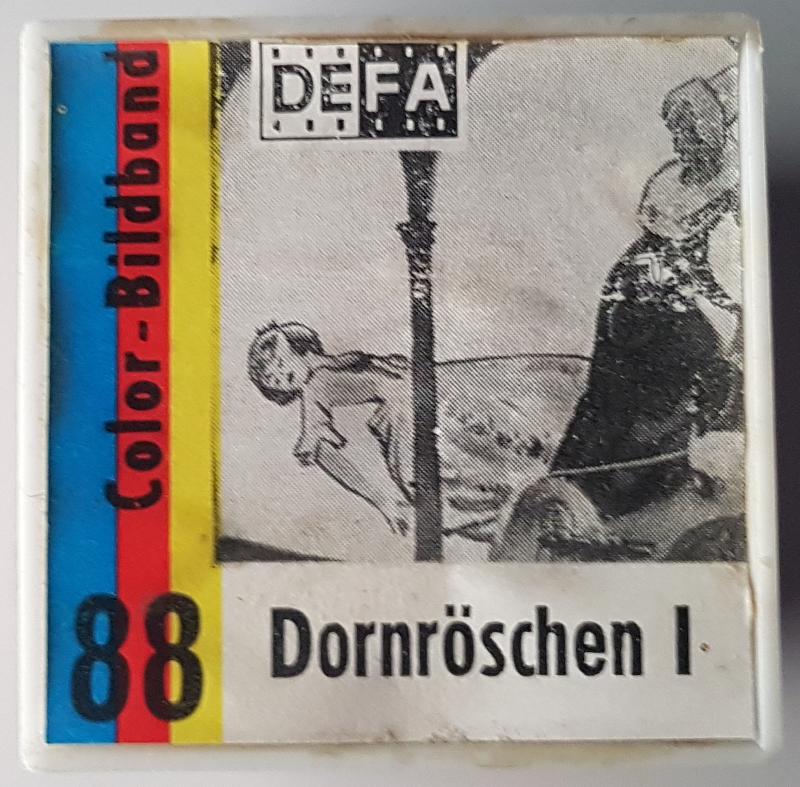 DEFA
Color-Bildband
88
Dornröschen I